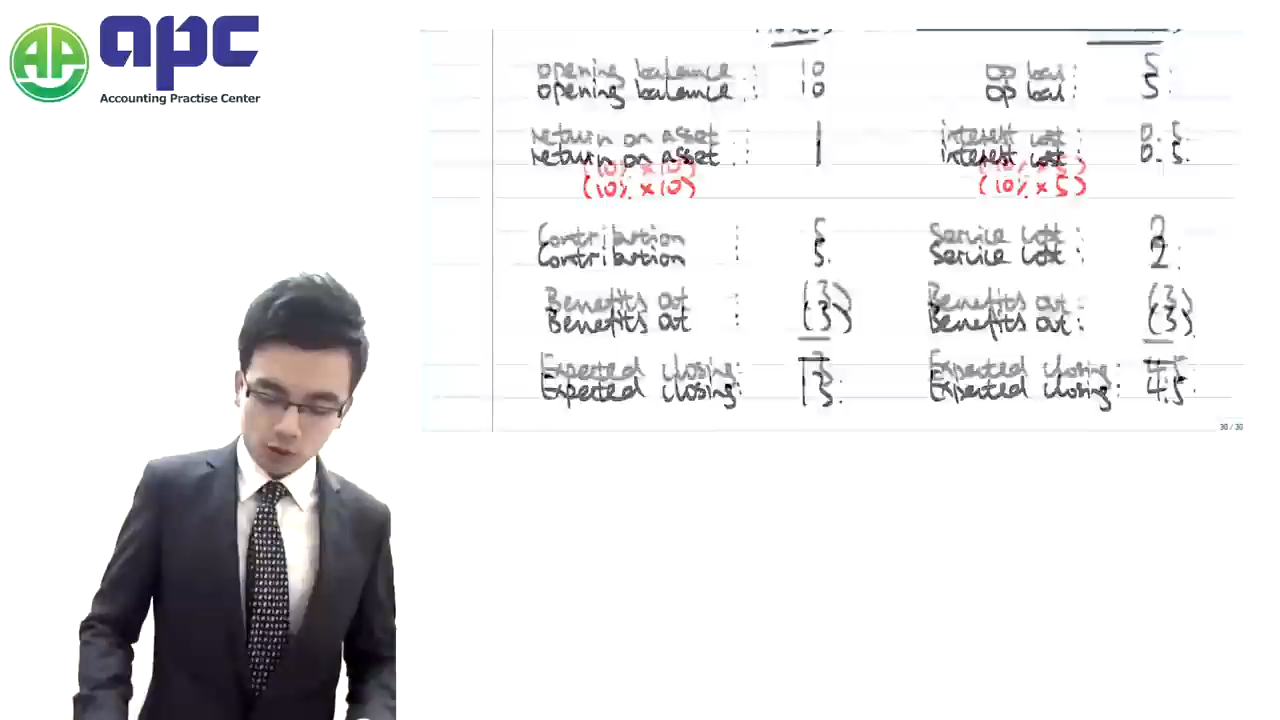 AP
apc
Accounting Practise Center
opening balance : 10
op bal : 5
return on asset : 1
interest cost : 0.5
(10% x 10)
(10% x 5)
Contribution : 5
Service cost : 2
Benefits out : (3)
Benefits out : (3)
Expected closing: 13
Expected closing : 4.5
30 / 30